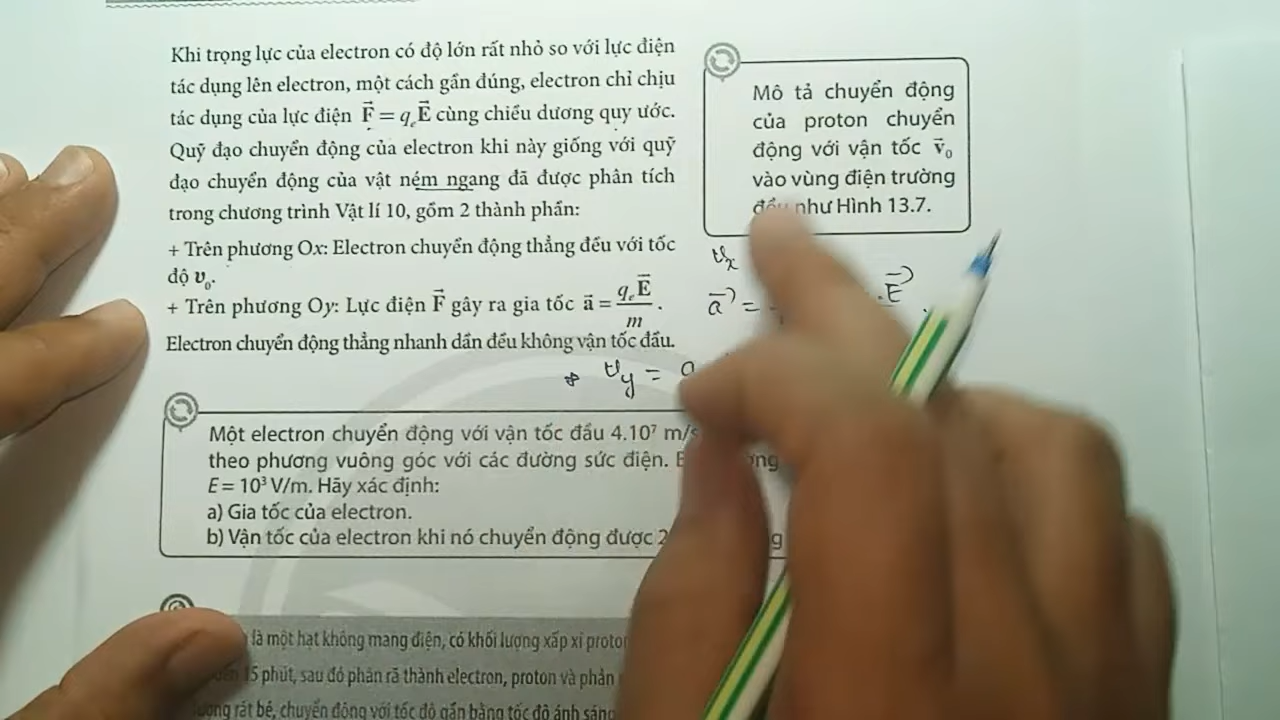 Khi trọng lực của electron có độ lớn rất nhỏ so với lực điện
tác dụng lên electron, một cách gần đúng, electron chỉ chịu
tác dụng của lực điện F⃗ = qₑE⃗ cùng chiều dương quy ước.
Quỹ đạo chuyển động của electron khi này giống với quỹ
đạo chuyển động của vật ném ngang đã được phân tích
trong chương trình Vật lí 10, gồm 2 thành phần:
+ Trên phương Ox: Electron chuyển động thẳng đều với tốc
độ v₀.
+ Trên phương Oy: Lực điện F⃗ gây ra gia tốc a⃗ = qₑE⃗/m.
Electron chuyển động thẳng nhanh dần đều không vận tốc đầu.
Mô tả chuyển động
của proton chuyển
động với vận tốc v⃗₀
vào vùng điện trường
đều như Hình 13.7.
vₓ
a⃗ = .E⃗
v_y = a
Một electron chuyển động với vận tốc đầu 4.10⁷ m/s
theo phương vuông góc với các đường sức điện.
E = 10³ V/m. Hãy xác định:
a) Gia tốc của electron.
b) Vận tốc của electron khi nó chuyển động được 2
là một hạt không mang điện, có khối lượng xấp xỉ proton
15 phút, sau đó phân rã thành electron, proton và phản
rất bé, chuyển động với tốc độ gần bằng tốc độ ánh sáng